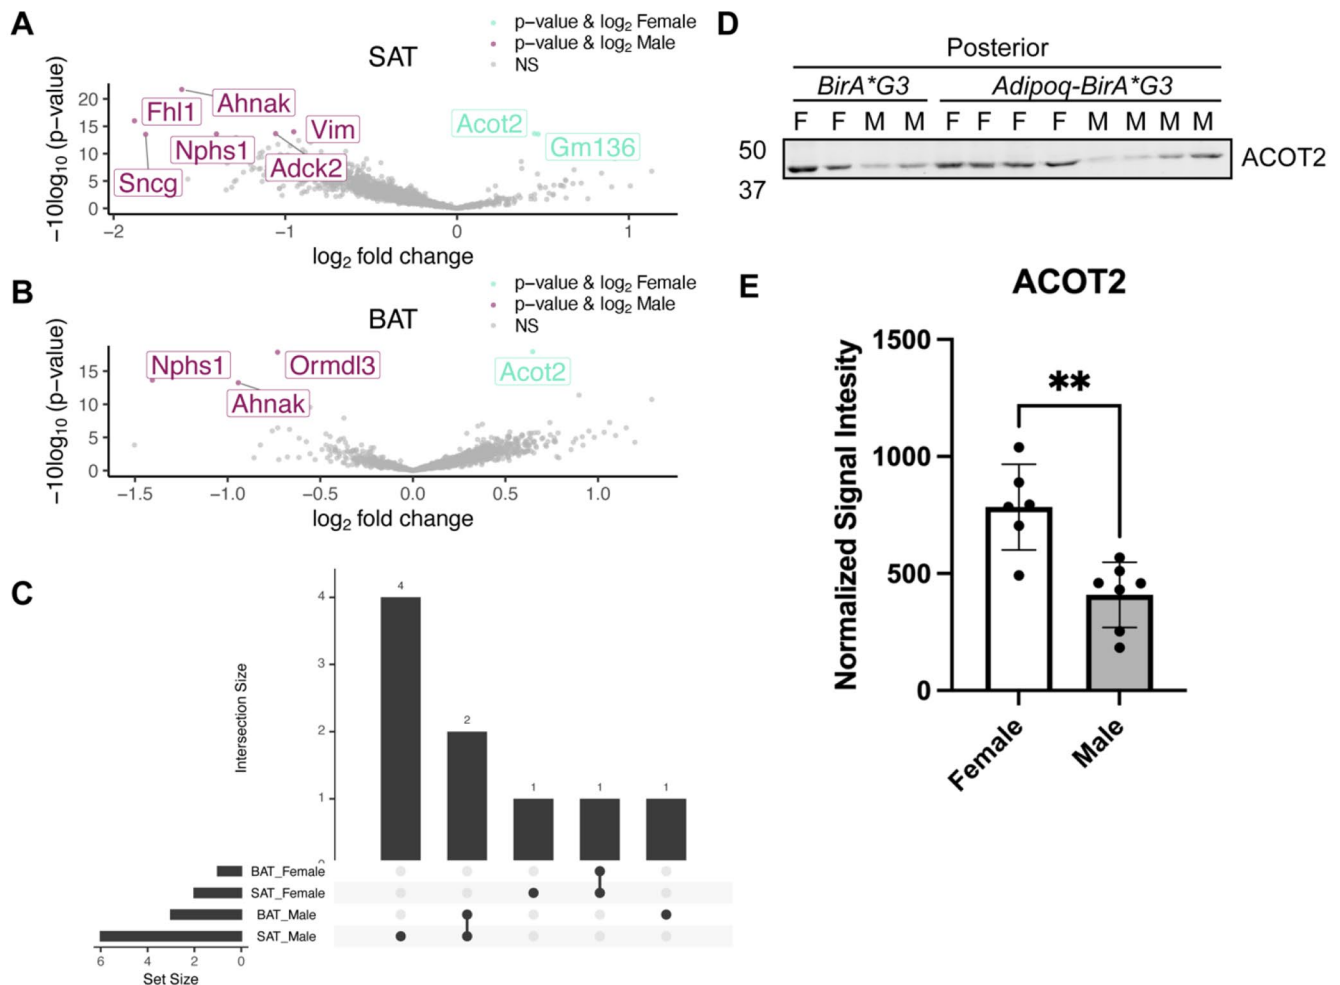 A
SAT
p-value & log2 Female
p-value & log2 Male
NS
−10log10 (p-value)
20
15
10
5
0
Fhl1
Ahnak
Vim
Nphs1
Adck2
Sncg
Acot2
Gm136
−2
−1
0
1
log2 fold change
B
BAT
p-value & log2 Female
p-value & log2 Male
NS
−10log10 (p-value)
15
10
5
0
Nphs1
Ormdl3
Ahnak
Acot2
−1.5
−1.0
−0.5
0.0
0.5
1.0
log2 fold change
C
Intersection Size
4
3
2
1
0
4
2
1
1
1
BAT_Female
SAT_Female
BAT_Male
SAT_Male
6
4
2
0
Set Size
D
Posterior
BirA*G3
Adipoq-BirA*G3
F F M M F F F F M M M M
50
37
ACOT2
E
ACOT2
Normalized Signal Intesity
1500
1000
500
0
**
Female
Male